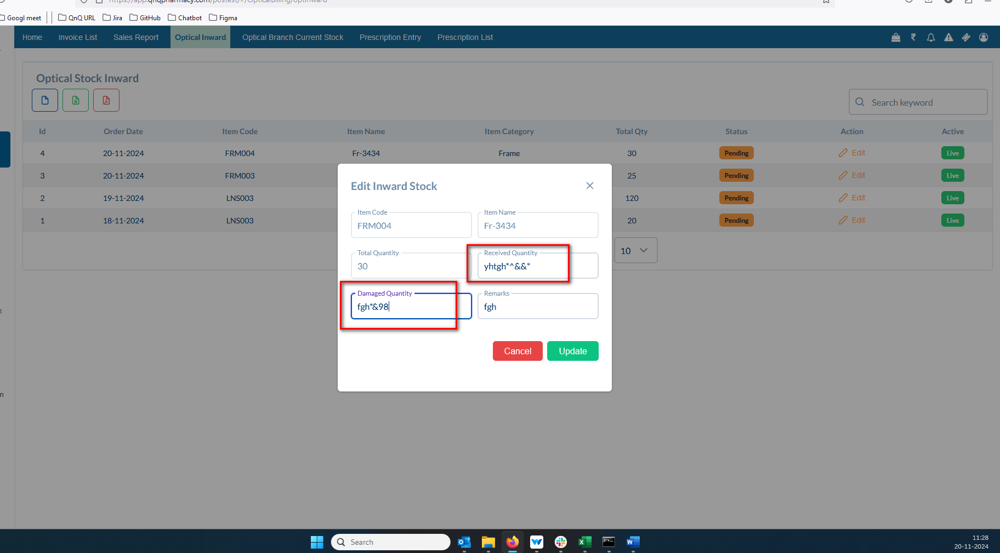 https://app.qnqpharmacy.com/postest/#/Opticalbilling/optinward
Googl meet QnQ URL Jira GitHub Chatbot Figma
Home Invoice List Sales Report Optical Inward Optical Branch Current Stock Prescription Entry Prescription List
Optical Stock Inward
Search keyword
Id Order Date Item Code Item Name Item Category Total Qty Status Action Active
4 20-11-2024 FRM004 Fr-3434 Frame 30 Pending Edit Live
3 20-11-2024 FRM003 25 Pending Edit Live
2 19-11-2024 LNS003 120 Pending Edit Live
1 18-11-2024 LNS003 20 Pending Edit Live
10
Edit Inward Stock
Item Code Item Name
FRM004 Fr-3434
Total Quantity Received Quantity
30 yhtgh*^&&*
Damaged Quantity Remarks
fgh*&98 fgh
Cancel Update
e
n
Search
11:28
20-11-2024